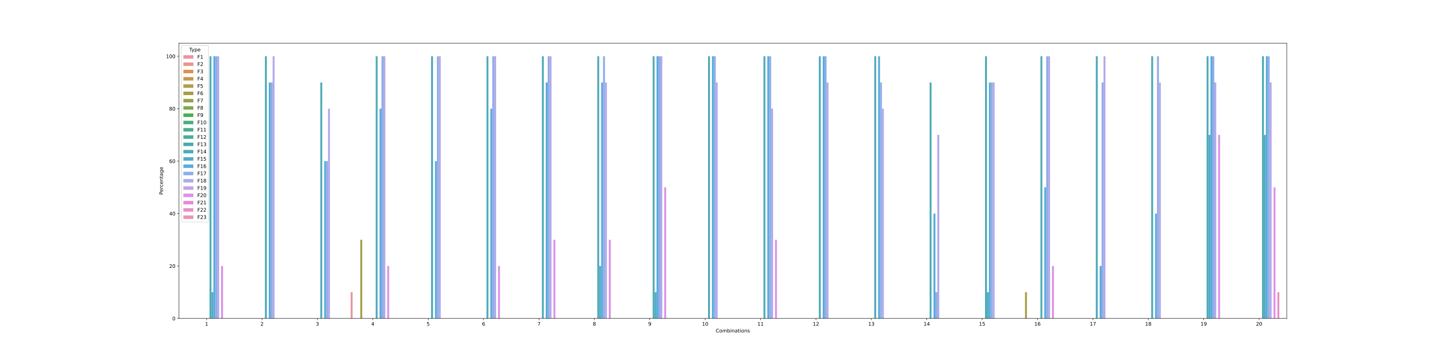 Type
F1
F2
F3
F4
F5
F6
F7
F8
F9
F10
F11
F12
F13
F14
F15
F16
F17
F18
F19
F20
F21
F22
F23
100
80
60
40
20
0
Percentage
1 2 3 4 5 6 7 8 9 10 11 12 13 14 15 16 17 18 19 20
Combinations